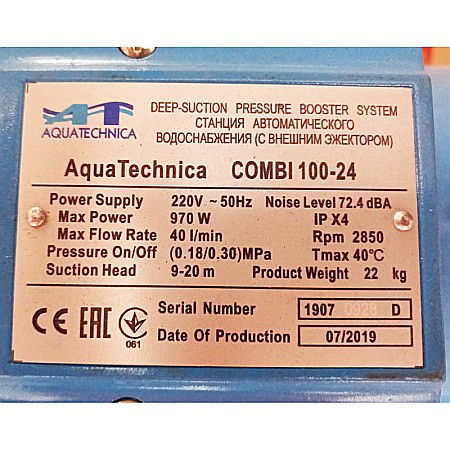 AT
AQUATECHNICA
DEEP-SUCTION PRESSURE BOOSTER SYSTEM
СТАНЦИЯ АВТОМАТИЧЕСКОГО
ВОДОСНАБЖЕНИЯ (С ВНЕШНИМ ЭЖЕКТОРОМ)
AquaTechnica COMBI 100-24
Power Supply 220V ~ 50Hz Noise Level 72.4 dBA
Max Power 970 W IP X4
Max Flow Rate 40 l/min Rpm 2850
Pressure On/Off (0.18/0.30)MPa Tmax 40°C
Suction Head 9-20 m Product Weight 22 kg
CE EAC 061
Serial Number 1907 0928 D
Date Of Production 07/2019